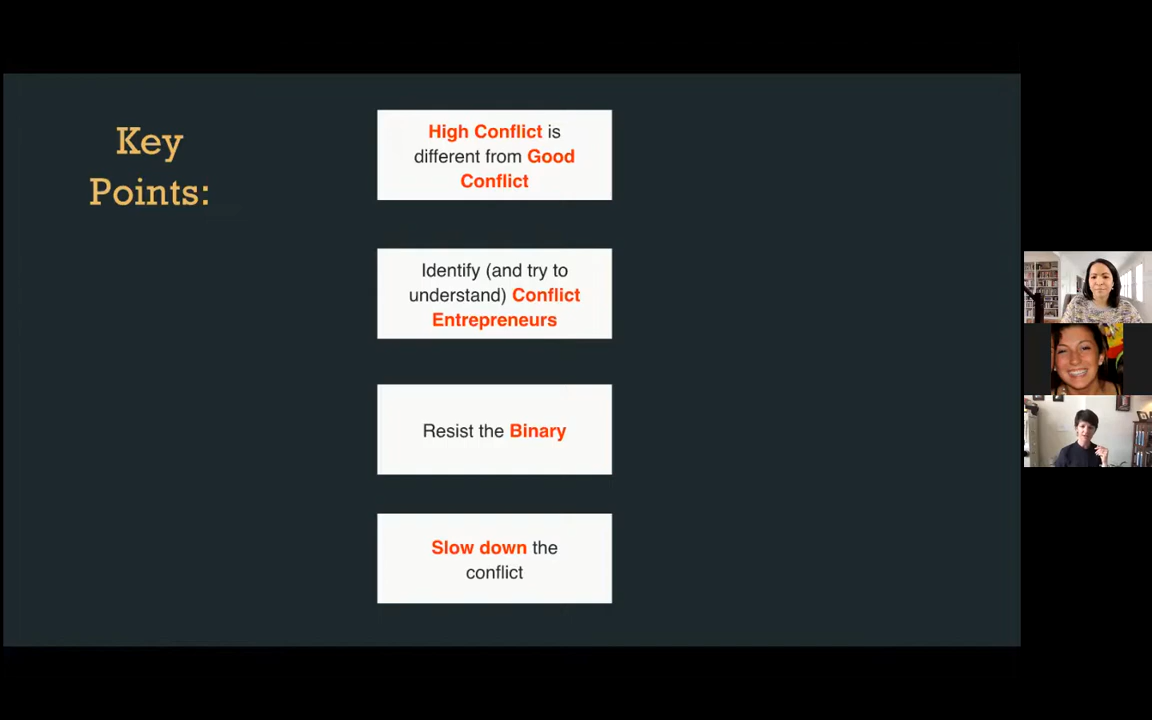 Key
Points:
High Conflict is
different from Good
Conflict
Identify (and try to
understand) Conflict
Entrepreneurs
Resist the Binary
Slow down the
conflict